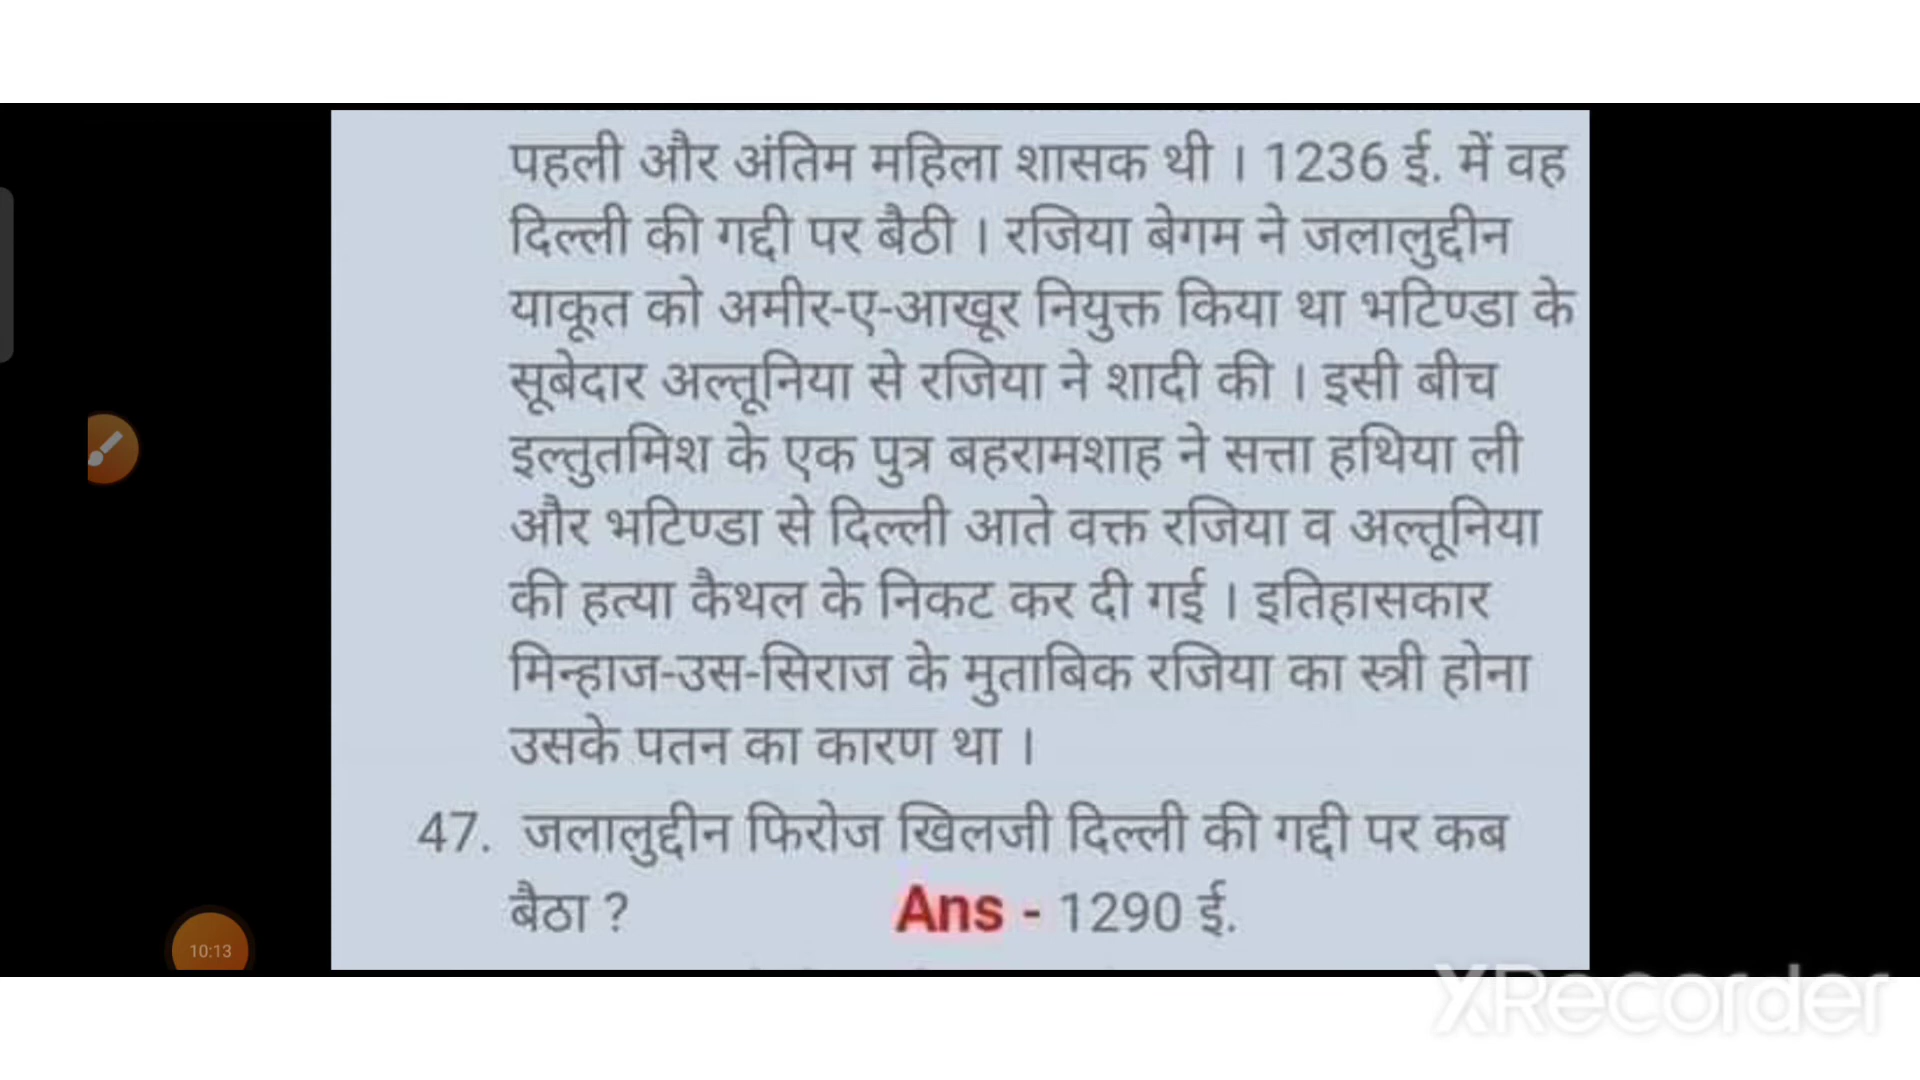 पहली और अंतिम महिला शासक थी । 1236 ई. में वह
दिल्ली की गद्दी पर बैठी । रजिया बेगम ने जलालुद्दीन
याकूत को अमीर-ए-आखूर नियुक्त किया था भटिण्डा के
सूबेदार अल्तूनिया से रजिया ने शादी की । इसी बीच
इल्तुतमिश के एक पुत्र बहरामशाह ने सत्ता हथिया ली
और भटिण्डा से दिल्ली आते वक्त रजिया व अल्तूनिया
की हत्या कैथल के निकट कर दी गई । इतिहासकार
मिन्हाज-उस-सिराज के मुताबिक रजिया का स्त्री होना
उसके पतन का कारण था ।
47. जलालुद्दीन फिरोज खिलजी दिल्ली की गद्दी पर कब
बैठा ? Ans - 1290 ई.
10:13
XRecorder